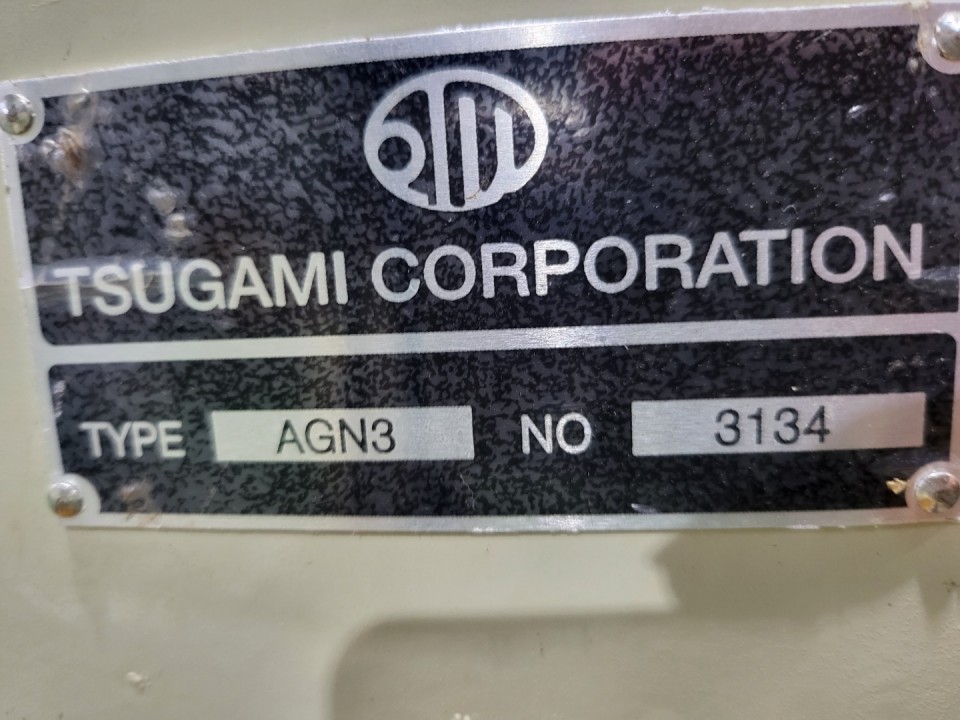 TSUGAMI CORPORATION
TYPE AGN3 NO 3134